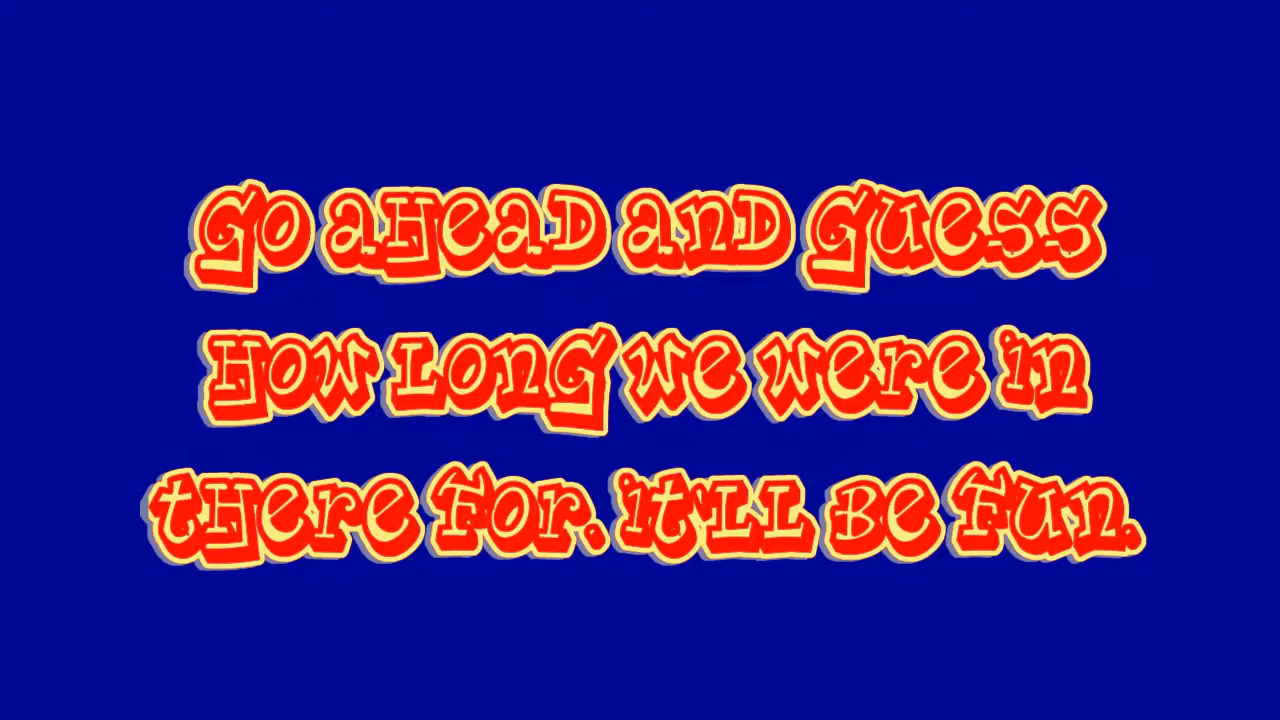 Go aHead and Guess
How Long we were in
tHere for. it'LL Be fun.